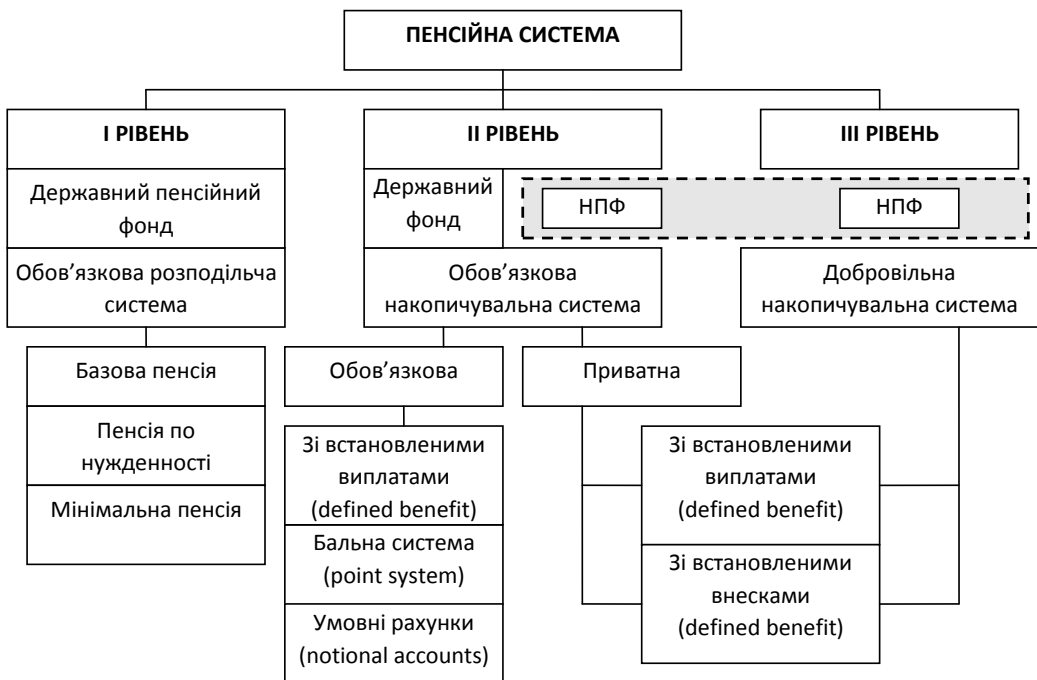 ПЕНСІЙНА СИСТЕМА
І РІВЕНЬ
ІІ РІВЕНЬ
ІІІ РІВЕНЬ
Державний пенсійний
фонд
Державний
фонд
НПФ
НПФ
Обов’язкова розподільча
система
Обов’язкова
накопичувальна система
Добровільна
накопичувальна система
Базова пенсія
Пенсія по
нужденності
Мінімальна пенсія
Обов’язкова
Приватна
Зі встановленими
виплатами
(defined benefit)
Бальна система
(point system)
Умовні рахунки
(notional accounts)
Зі встановленими
виплатами
(defined benefit)
Зі встановленими
внесками
(defined benefit)